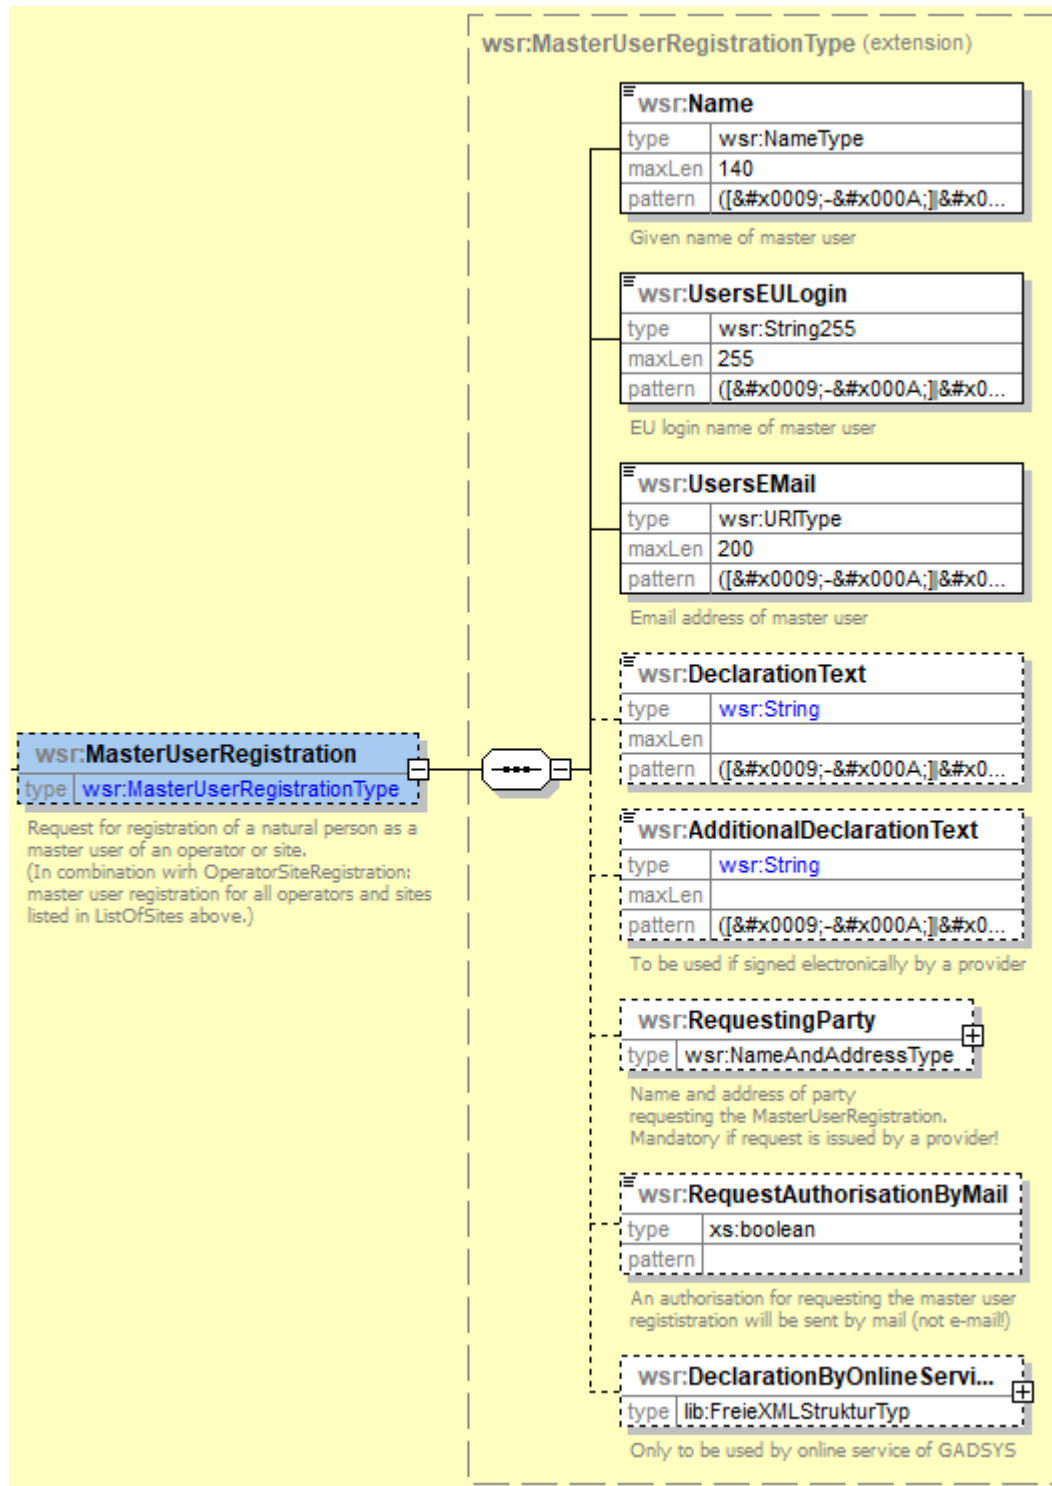 wsr:MasterUserRegistrationType (extension)
wsr:Name
type wsr:NameType
maxLen 140
pattern ([&#x0009;-&#x000A;]|&#x0...
Given name of master user
wsr:UsersEULogin
type wsr:String255
maxLen 255
pattern ([&#x0009;-&#x000A;]|&#x0...
EU login name of master user
wsr:UsersEMail
type wsr:URIType
maxLen 200
pattern ([&#x0009;-&#x000A;]|&#x0...
Email address of master user
wsr:DeclarationText
type wsr:String
maxLen
pattern ([&#x0009;-&#x000A;]|&#x0...
wsr:MasterUserRegistration
type wsr:MasterUserRegistrationType
Request for registration of a natural person as a
master user of an operator or site.
(In combination wirh OperatorSiteRegistration:
master user registration for all operators and sites
listed in ListOfSites above.)
wsr:AdditionalDeclarationText
type wsr:String
maxLen
pattern ([&#x0009;-&#x000A;]|&#x0...
To be used if signed electronically by a provider
wsr:RequestingParty
type wsr:NameAndAddressType
Name and address of party
requesting the MasterUserRegistration.
Mandatory if request is issued by a provider!
wsr:RequestAuthorisationByMail
type xs:boolean
pattern
An authorisation for requesting the master user
regististration will be sent by mail (not e-mail!)
wsr:DeclarationByOnlineServi...
type lib:FreieXMLStrukturTyp
Only to be used by online service of GADSYS